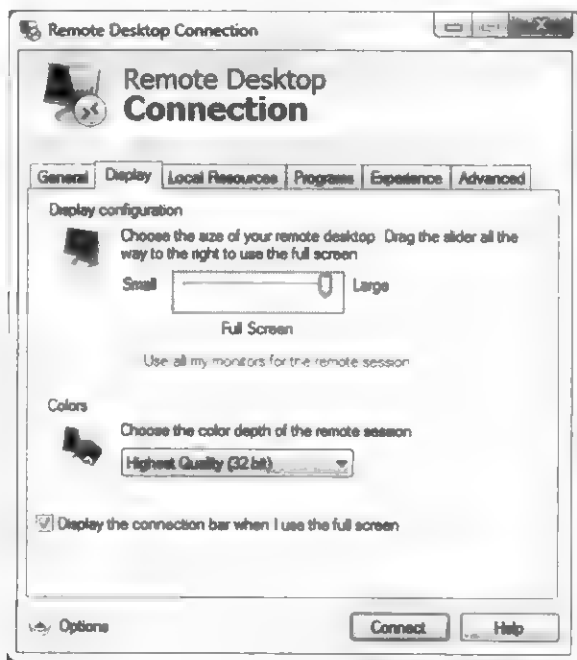 Remote Desktop Connection
Remote Desktop
Connection
General Display Local Resources Programs Experience Advanced
Display configuration
Choose the size of your remote desktop. Drag the slider all the
way to the right to use the full screen.
Small Large
Full Screen
Use all my monitors for the remote session
Colors
Choose the color depth of the remote session.
Highest Quality (32 bit)
Display the connection bar when I use the full screen
Options Connect Help